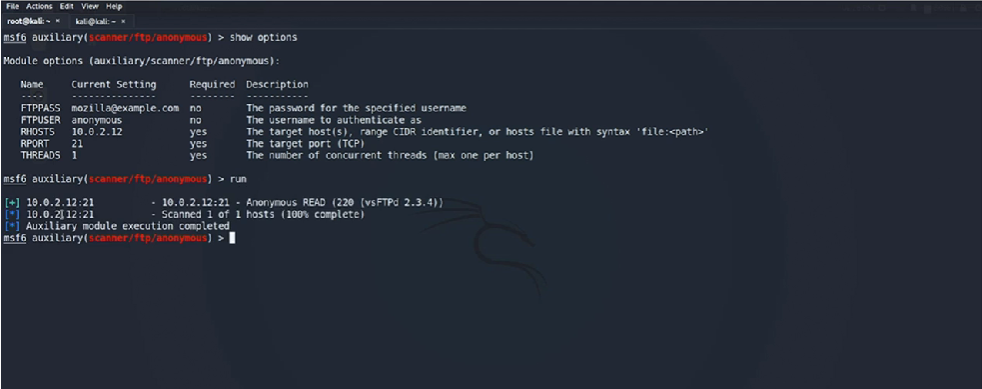 File Actions Edit View Help
root@kali: ~ × kali@kali: ~ ×
msf6 auxiliary(scanner/ftp/anonymous) > show options
Module options (auxiliary/scanner/ftp/anonymous):
Name Current Setting Required Description
---- --------------- -------- -----------
FTPPASS mozilla@example.com no The password for the specified username
FTPUSER anonymous no The username to authenticate as
RHOSTS 10.0.2.12 yes The target host(s), range CIDR identifier, or hosts file with syntax 'file:<path>'
RPORT 21 yes The target port (TCP)
THREADS 1 yes The number of concurrent threads (max one per host)
msf6 auxiliary(scanner/ftp/anonymous) > run
[+] 10.0.2.12:21 - 10.0.2.12:21 - Anonymous READ (220 (vsFTPd 2.3.4))
[*] 10.0.2.12:21 - Scanned 1 of 1 hosts (100% complete)
[*] Auxiliary module execution completed
msf6 auxiliary(scanner/ftp/anonymous) >